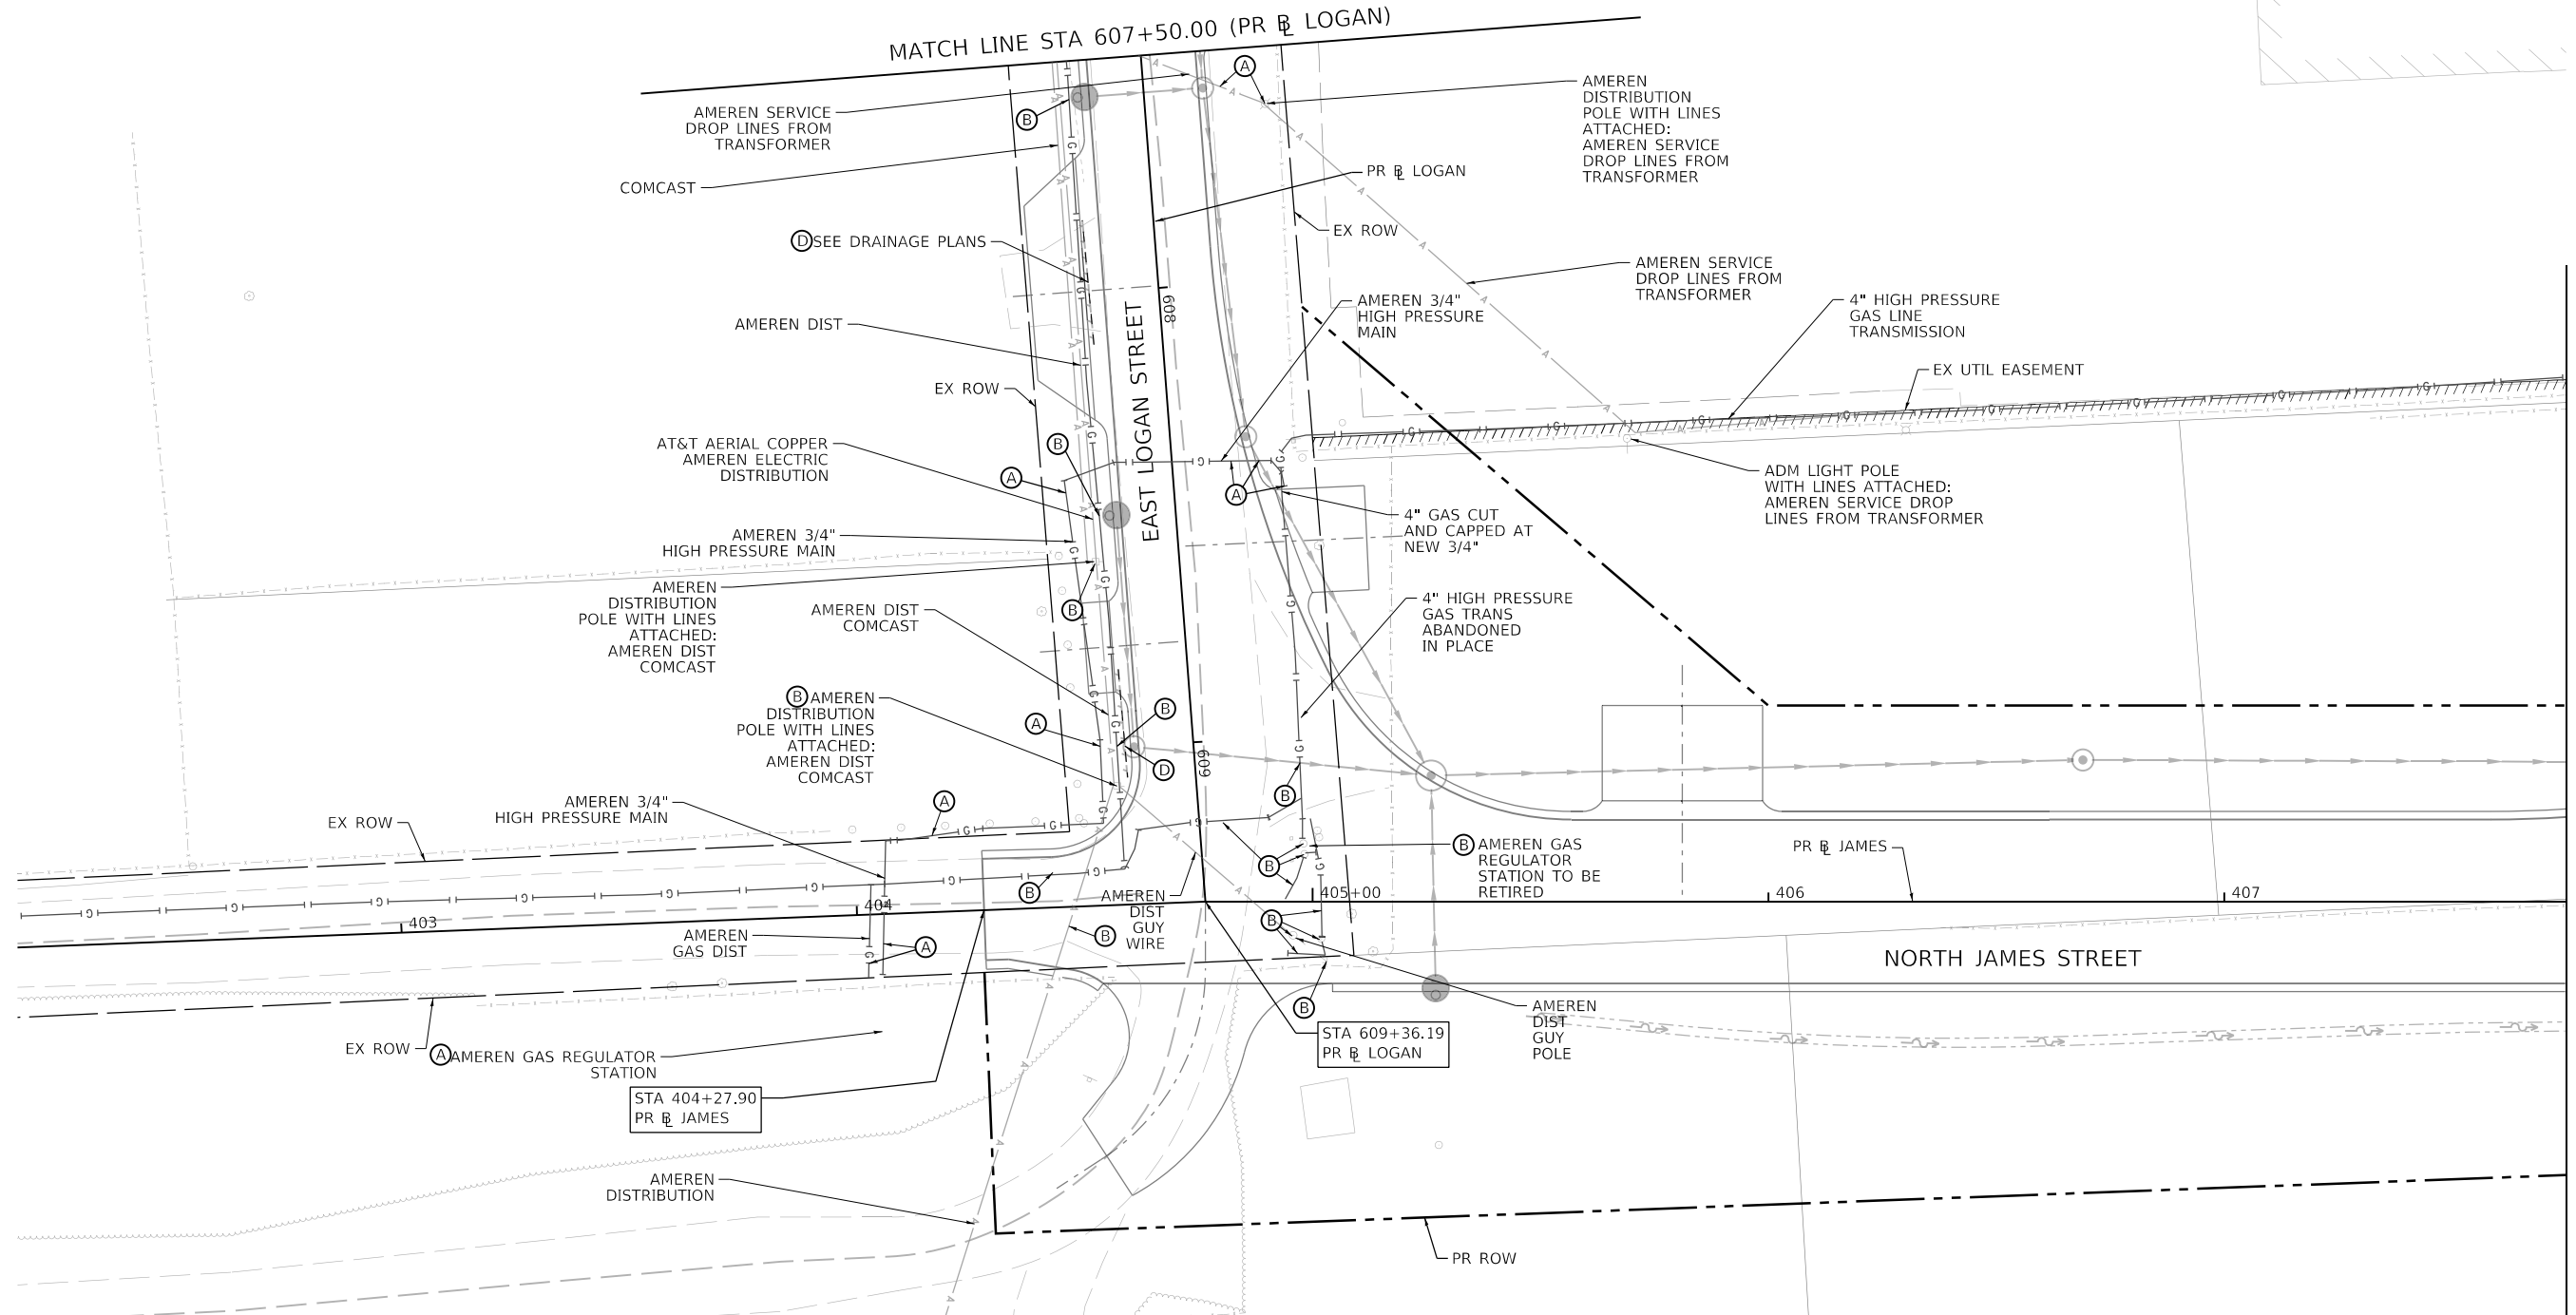 MATCH LINE STA 607+50.00 (PR BL LOGAN)
AMEREN SERVICE
DROP LINES FROM
TRANSFORMER
COMCAST
B
A
AMEREN
DISTRIBUTION
POLE WITH LINES
ATTACHED:
AMEREN SERVICE
DROP LINES FROM
TRANSFORMER
PR BL LOGAN
EX ROW
D SEE DRAINAGE PLANS
AMEREN SERVICE
DROP LINES FROM
TRANSFORMER
608
AMEREN 3/4"
HIGH PRESSURE
MAIN
4" HIGH PRESSURE
GAS LINE
TRANSMISSION
AMEREN DIST
EX ROW
EX UTIL EASEMENT
EAST LOGAN STREET
AT&T AERIAL COPPER
AMEREN ELECTRIC
DISTRIBUTION
B
A
A
ADM LIGHT POLE
WITH LINES ATTACHED:
AMEREN SERVICE DROP
LINES FROM TRANSFORMER
4" GAS CUT
AND CAPPED AT
NEW 3/4"
AMEREN 3/4"
HIGH PRESSURE MAIN
AMEREN
DISTRIBUTION
POLE WITH LINES
ATTACHED:
AMEREN DIST
COMCAST
B
AMEREN DIST
COMCAST
4" HIGH PRESSURE
GAS TRANS
ABANDONED
IN PLACE
B AMEREN
DISTRIBUTION
POLE WITH LINES
ATTACHED:
AMEREN DIST
COMCAST
A
B
D
609
B
AMEREN 3/4"
HIGH PRESSURE MAIN
A
EX ROW
B
B
B AMEREN GAS
REGULATOR
STATION TO BE
RETIRED
PR BL JAMES
403
404
405+00
406
407
AMEREN
DIST
GUY
WIRE
B
B
AMEREN
GAS DIST
A
NORTH JAMES STREET
B
AMEREN
DIST
GUY
POLE
EX ROW
A AMEREN GAS REGULATOR
STATION
STA 609+36.19
PR BL LOGAN
STA 404+27.90
PR BL JAMES
AMEREN
DISTRIBUTION
PR ROW